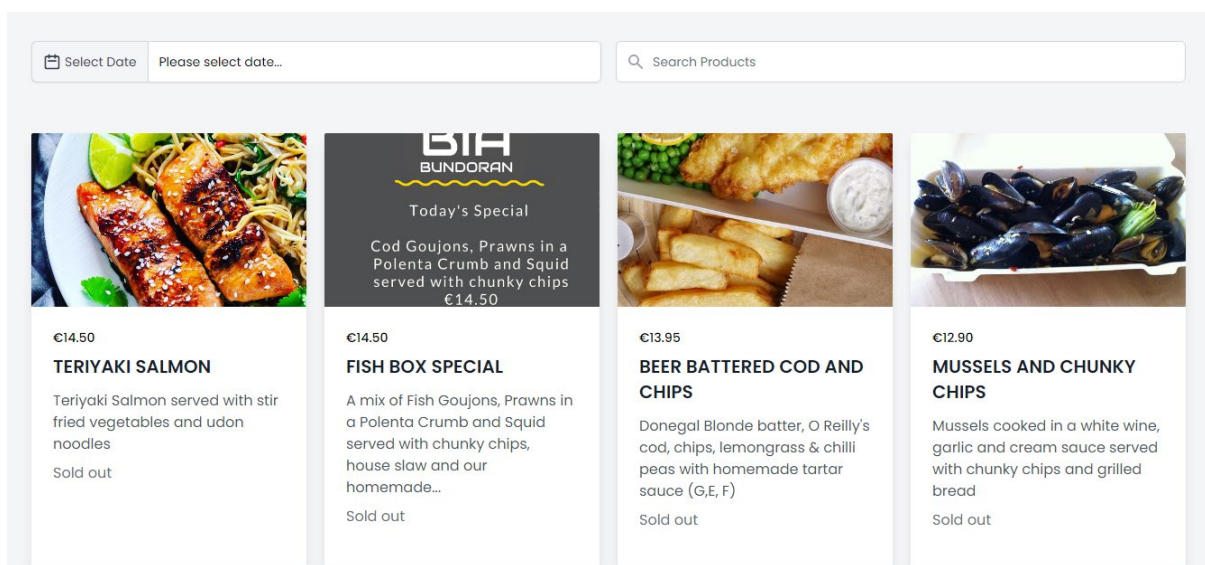 Select Date
Please select date...
Search Products
BIA
BUNDORAN
Today's Special
Cod Goujons, Prawns in a
Polenta Crumb and Squid
served with chunky chips
€14.50
€14.50
TERIYAKI SALMON
Teriyaki Salmon served with stir
fried vegetables and udon
noodles
Sold out
€14.50
FISH BOX SPECIAL
A mix of Fish Goujons, Prawns in
a Polenta Crumb and Squid
served with chunky chips,
house slaw and our
homemade...
Sold out
€13.95
BEER BATTERED COD AND
CHIPS
Donegal Blonde batter, O Reilly's
cod, chips, lemongrass & chilli
peas with homemade tartar
sauce (G,E, F)
Sold out
€12.90
MUSSELS AND CHUNKY
CHIPS
Mussels cooked in a white wine,
garlic and cream sauce served
with chunky chips and grilled
bread
Sold out